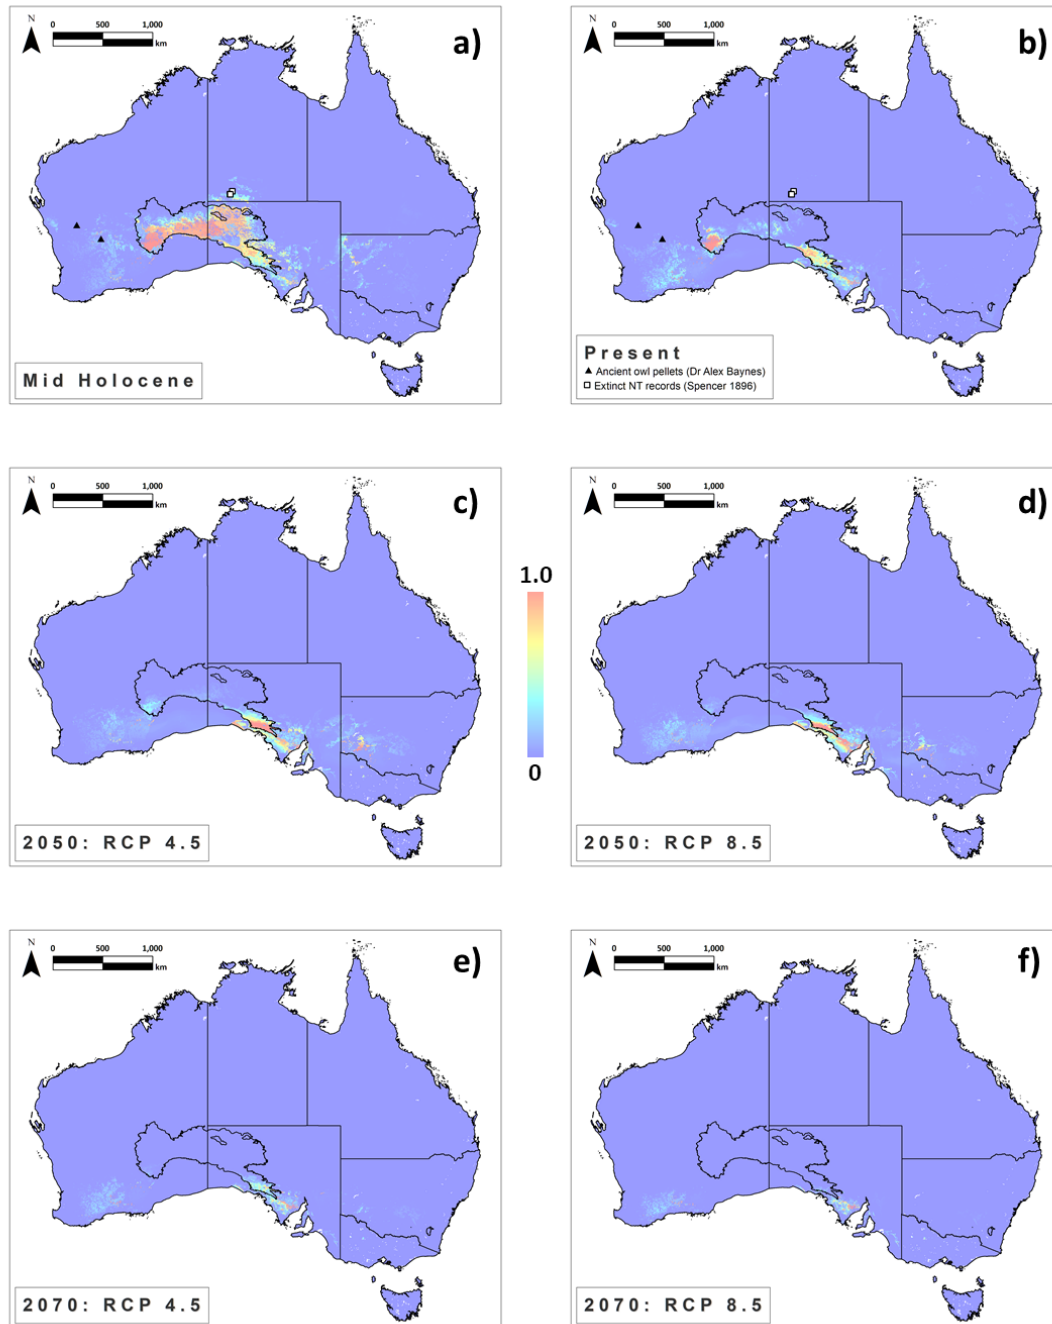 N
0 500 1,000
km
a)
Mid Holocene
N
0 500 1,000
km
b)
Present
Ancient owl pellets (Dr Alex Baynes)
Extinct NT records (Spencer 1896)
N
0 500 1,000
km
c)
2050: RCP 4.5
1.0
0
N
0 500 1,000
km
d)
2050: RCP 8.5
N
0 500 1,000
km
e)
2070: RCP 4.5
N
0 500 1,000
km
f)
2070: RCP 8.5